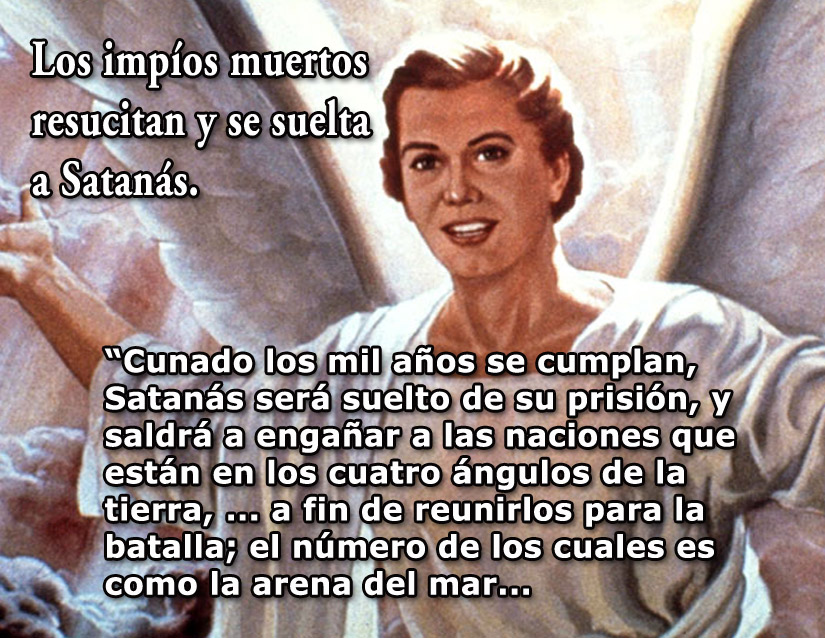 Los impíos muertos
resucitan y se suelta
a Satanás.
“Cunado los mil años se cumplan,
Satanás será suelto de su prisión, y
saldrá a engañar a las naciones que
están en los cuatro ángulos de la
tierra, ... a fin de reunirlos para la
batalla; el número de los cuales es
como la arena del mar...